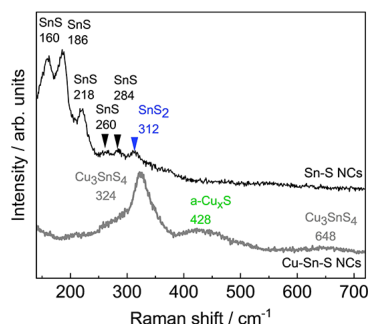 SnS
160
SnS
186
SnS
218
SnS
260
SnS
284
SnS₂
312
Sn-S NCs
Cu₃SnS₄
324
a-CuₓS
428
Cu₃SnS₄
648
Cu-Sn-S NCs
Intensity / arb. units
200 300 400 500 600 700
Raman shift / cm⁻¹